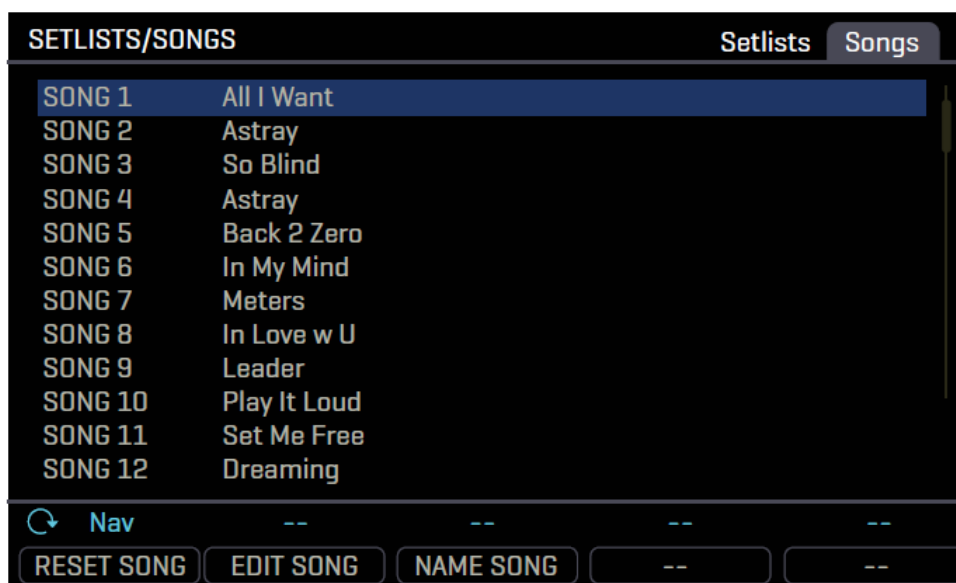 SETLISTS/SONGS Setlists Songs
SONG 1 All I Want
SONG 2 Astray
SONG 3 So Blind
SONG 4 Astray
SONG 5 Back 2 Zero
SONG 6 In My Mind
SONG 7 Meters
SONG 8 In Love w U
SONG 9 Leader
SONG 10 Play It Loud
SONG 11 Set Me Free
SONG 12 Dreaming
Nav -- -- -- --
RESET SONG EDIT SONG NAME SONG -- --